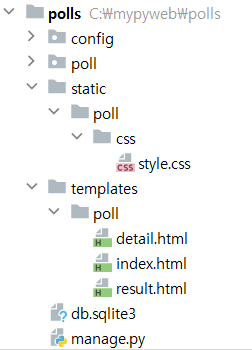 polls C:₩mypyweb₩polls
config
poll
static
poll
css
style.css
templates
poll
detail.html
index.html
result.html
db.sqlite3
manage.py